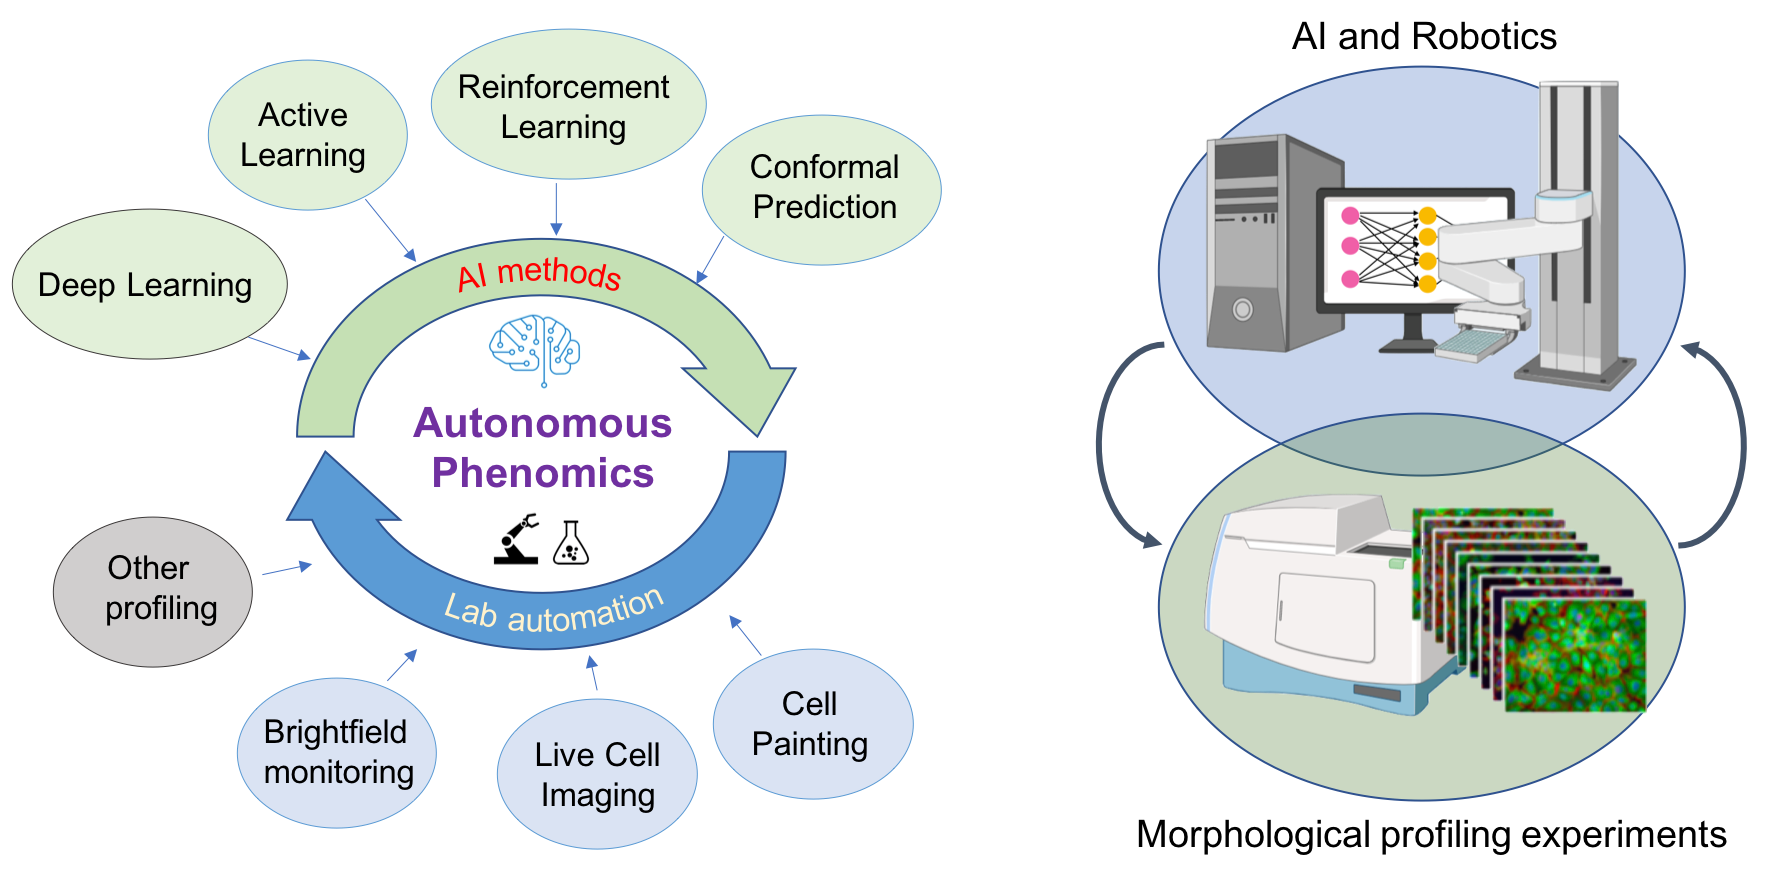 Reinforcement
Learning
Active
Learning
Conformal
Prediction
Deep Learning
AI methods
Autonomous
Phenomics
Lab automation
Other
profiling
Brightfield
monitoring
Live Cell
Imaging
Cell
Painting
AI and Robotics
Morphological profiling experiments